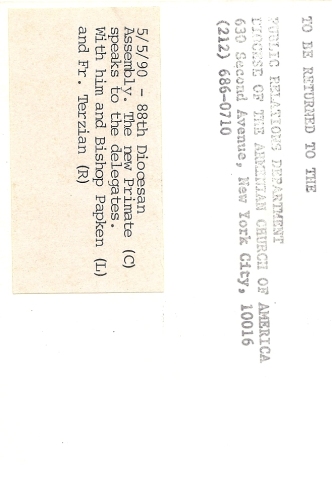 TO BE RETURNED TO THE
PUBLIC RELATIONS DEPARTMENT
DIOCESE OF THE ARMENIAN CHURCH OF AMERICA
630 Second Avenue, New York City, 10016
(212) 686-0710
5/5/90 - 88th Diocesan
Assembly. The new Primate (C)
speaks to the delegates.
With him and Bishop Papken (L)
and Fr. Terzian (R)